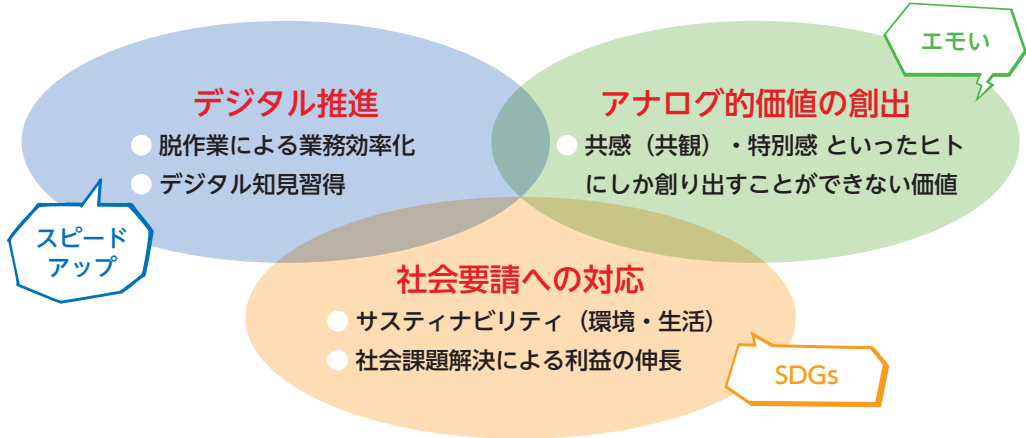 エモい
デジタル推進
脱作業による業務効率化
デジタル知見習得
スピード
アップ
アナログ的価値の創出
共感（共観）・特別感 といったヒト
にしか創り出すことができない価値
社会要請への対応
サスティナビリティ（環境・生活）
社会課題解決による利益の伸長
SDGs